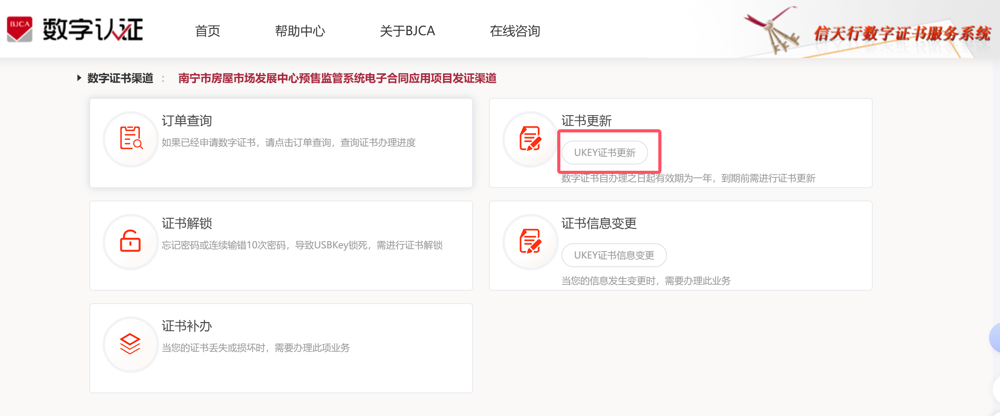 BJCA 数字认证
首页 帮助中心 关于BJCA 在线咨询
信天行数字证书服务系统
数字证书渠道 : 南宁市房屋市场发展中心预售监管系统电子合同应用项目发证渠道
订单查询
如果已经申请数字证书，请点击订单查询，查询证书办理进度
证书更新
UKEY证书更新
数字证书自办理之日起有效期为一年，到期前需进行证书更新
证书解锁
忘记密码或连续输错10次密码，导致USBKey锁死，需进行证书解锁
证书信息变更
UKEY证书信息变更
当您的信息发生变更时，需要办理此业务
证书补办
当您的证书丢失或损坏时，需要办理此项业务